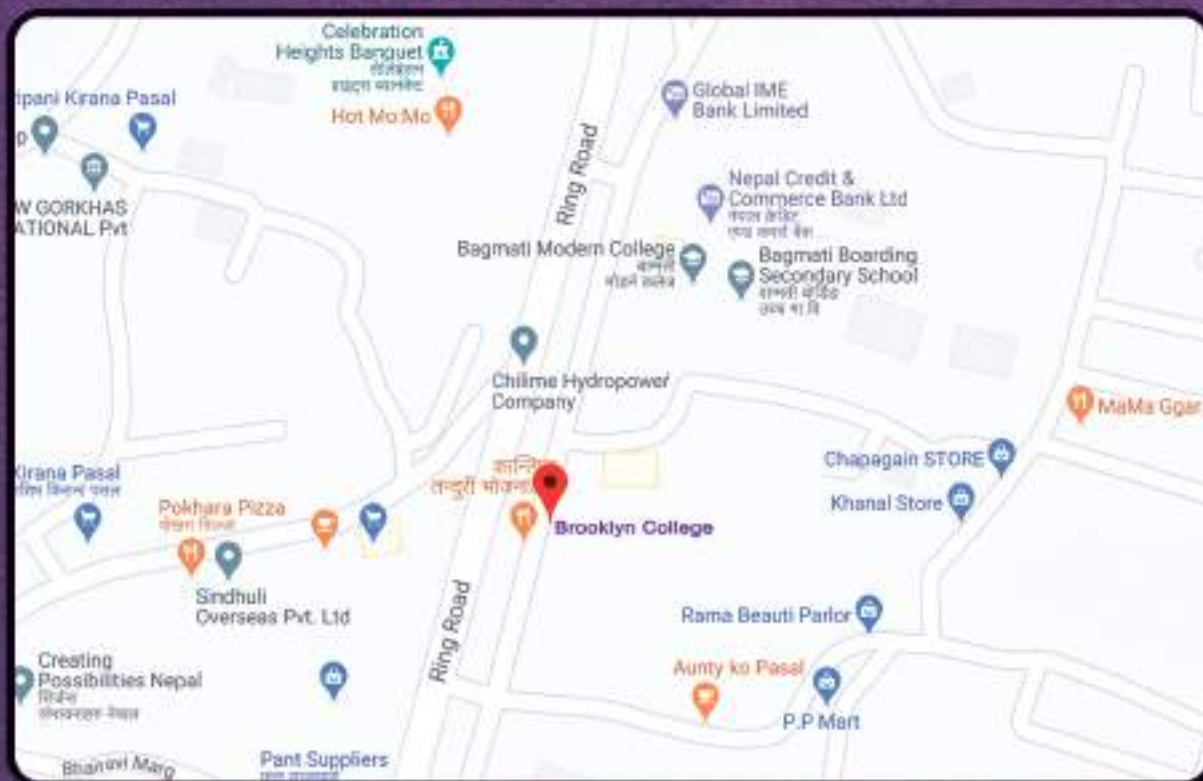 Celebration
Heights Banquet
Hot Mo:Mo
Global IME
Bank Limited
ipani Kirana Pasal
W GORKHAS
ATIONAL Pvt
Ring Road
Nepal Credit &
Commerce Bank Ltd
नेपाल क्रेडिट
Bagmati Modern College
Bagmati Boarding
Secondary School
Chilime Hydropower
Company
MaMa Ggar
Chapagain STORE
Khanal Store
Kirana Pasal
तन्दुरी
Pokhara Pizza
Brooklyn College
Sindhuli
Overseas Pvt. Ltd
Ring Road
Rama Beauti Parlor
Creating
Possibilities Nepal
Aunty ko Pasal
P.P Mart
Pant Suppliers
Bhanavi Marg